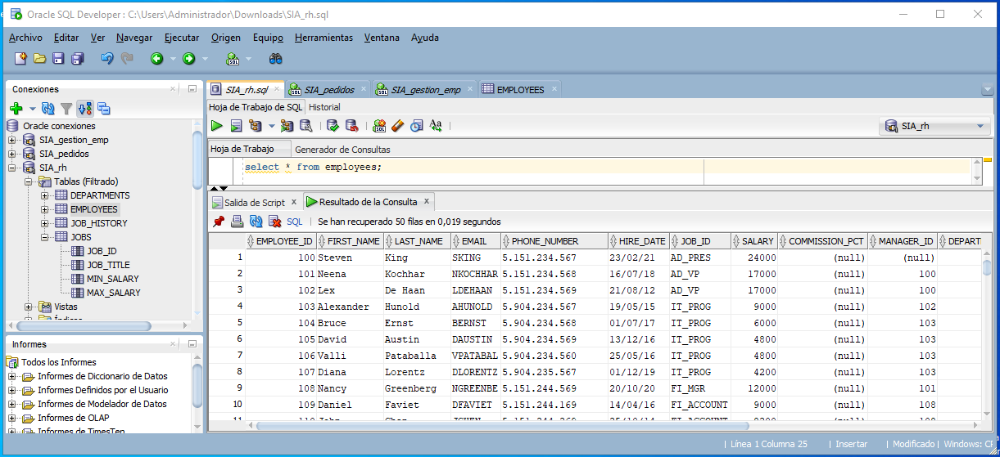 Oracle SQL Developer : C:\Users\Administrador\Downloads\SIA_rh.sql
Archivo Editar Ver Navegar Ejecutar Origen Equipo Herramientas Ventana Ayuda
Conexiones
Oracle conexiones
SIA_gestion_emp
SIA_pedidos
SIA_rh
Tablas (Filtrado)
DEPARTMENTS
EMPLOYEES
JOB_HISTORY
JOBS
JOB_ID
JOB_TITLE
MIN_SALARY
MAX_SALARY
Vistas
Índices
Informes
Todos los Informes
Informes de Diccionario de Datos
Informes Definidos por el Usuario
Informes de Modelador de Datos
Informes de OLAP
Informes de TimesTen
SIA_rh.sql SIA_pedidos SIA_gestion_emp EMPLOYEES
Hoja de Trabajo de SQL Historial
SIA_rh
Hoja de Trabajo Generador de Consultas
select * from employees;
Salida de Script x Resultado de la Consulta x
SQL | Se han recuperado 50 filas en 0,019 segundos
EMPLOYEE_ID FIRST_NAME LAST_NAME EMAIL PHONE_NUMBER HIRE_DATE JOB_ID SALARY COMMISSION_PCT MANAGER_ID DEPART
1 100 Steven King SKING 5.151.234.567 23/02/21 AD_PRES 24000 (null) (null)
2 101 Neena Kochhar NKOCHHAR 5.151.234.568 16/07/18 AD_VP 17000 (null) 100
3 102 Lex De Haan LDEHAAN 5.151.234.569 21/08/12 AD_VP 17000 (null) 100
4 103 Alexander Hunold AHUNOLD 5.904.234.567 19/05/15 IT_PROG 9000 (null) 102
5 104 Bruce Ernst BERNST 5.904.234.568 01/07/17 IT_PROG 6000 (null) 103
6 105 David Austin DAUSTIN 5.904.234.569 13/12/16 IT_PROG 4800 (null) 103
7 106 Valli Pataballa VPATABAL 5.904.234.560 25/05/16 IT_PROG 4800 (null) 103
8 107 Diana Lorentz DLORENTZ 5.904.235.567 01/12/19 IT_PROG 4200 (null) 103
9 108 Nancy Greenberg NGREENBE 5.151.244.569 20/10/20 FI_MGR 12000 (null) 101
10 109 Daniel Faviet DFAVIET 5.151.244.169 14/04/16 FI_ACCOUNT 9000 (null) 108
| Línea 1 Columna 25 | Insertar | Modificado | Windows: